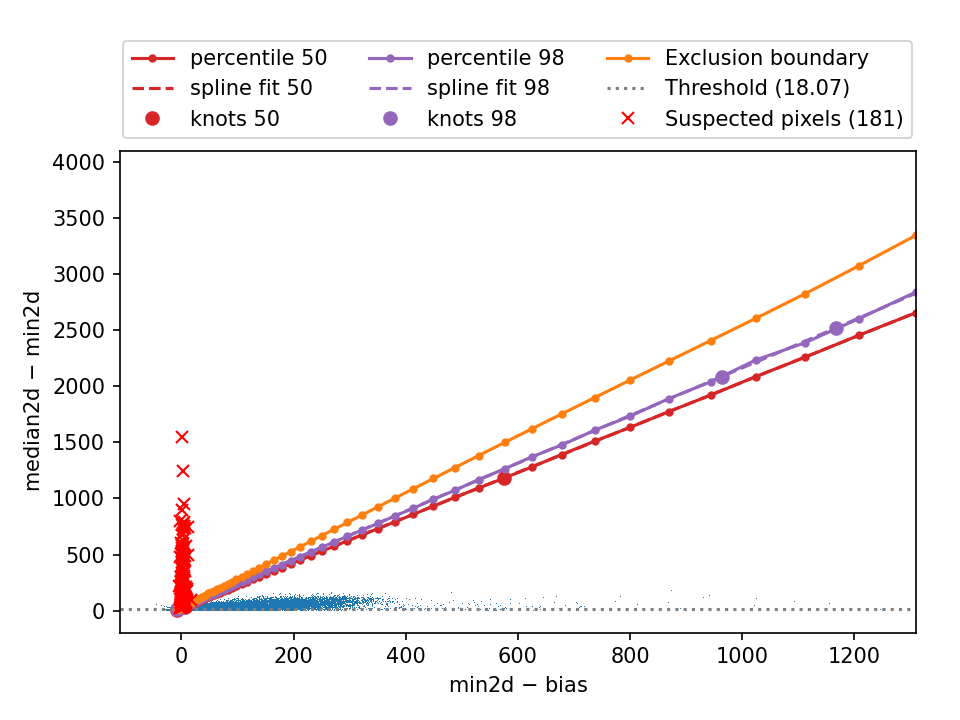 percentile 50 percentile 98 Exclusion boundary
spline fit 50 spline fit 98 Threshold (18.07)
knots 50 knots 98 Suspected pixels (181)
4000
3500
3000
2500
2000
1500
1000
500
0
median2d − min2d
0 200 400 600 800 1000 1200
min2d − bias